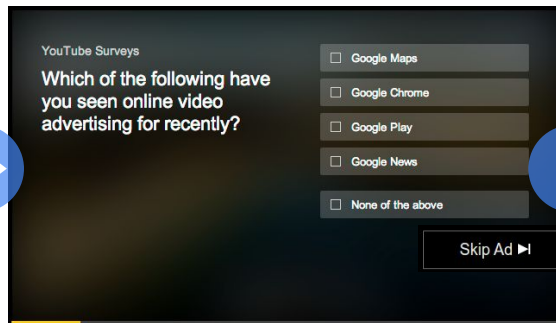 YouTube Surveys
Which of the following have
you seen online video
advertising for recently?
Google Maps
Google Chrome
Google Play
Google News
None of the above
Skip Ad